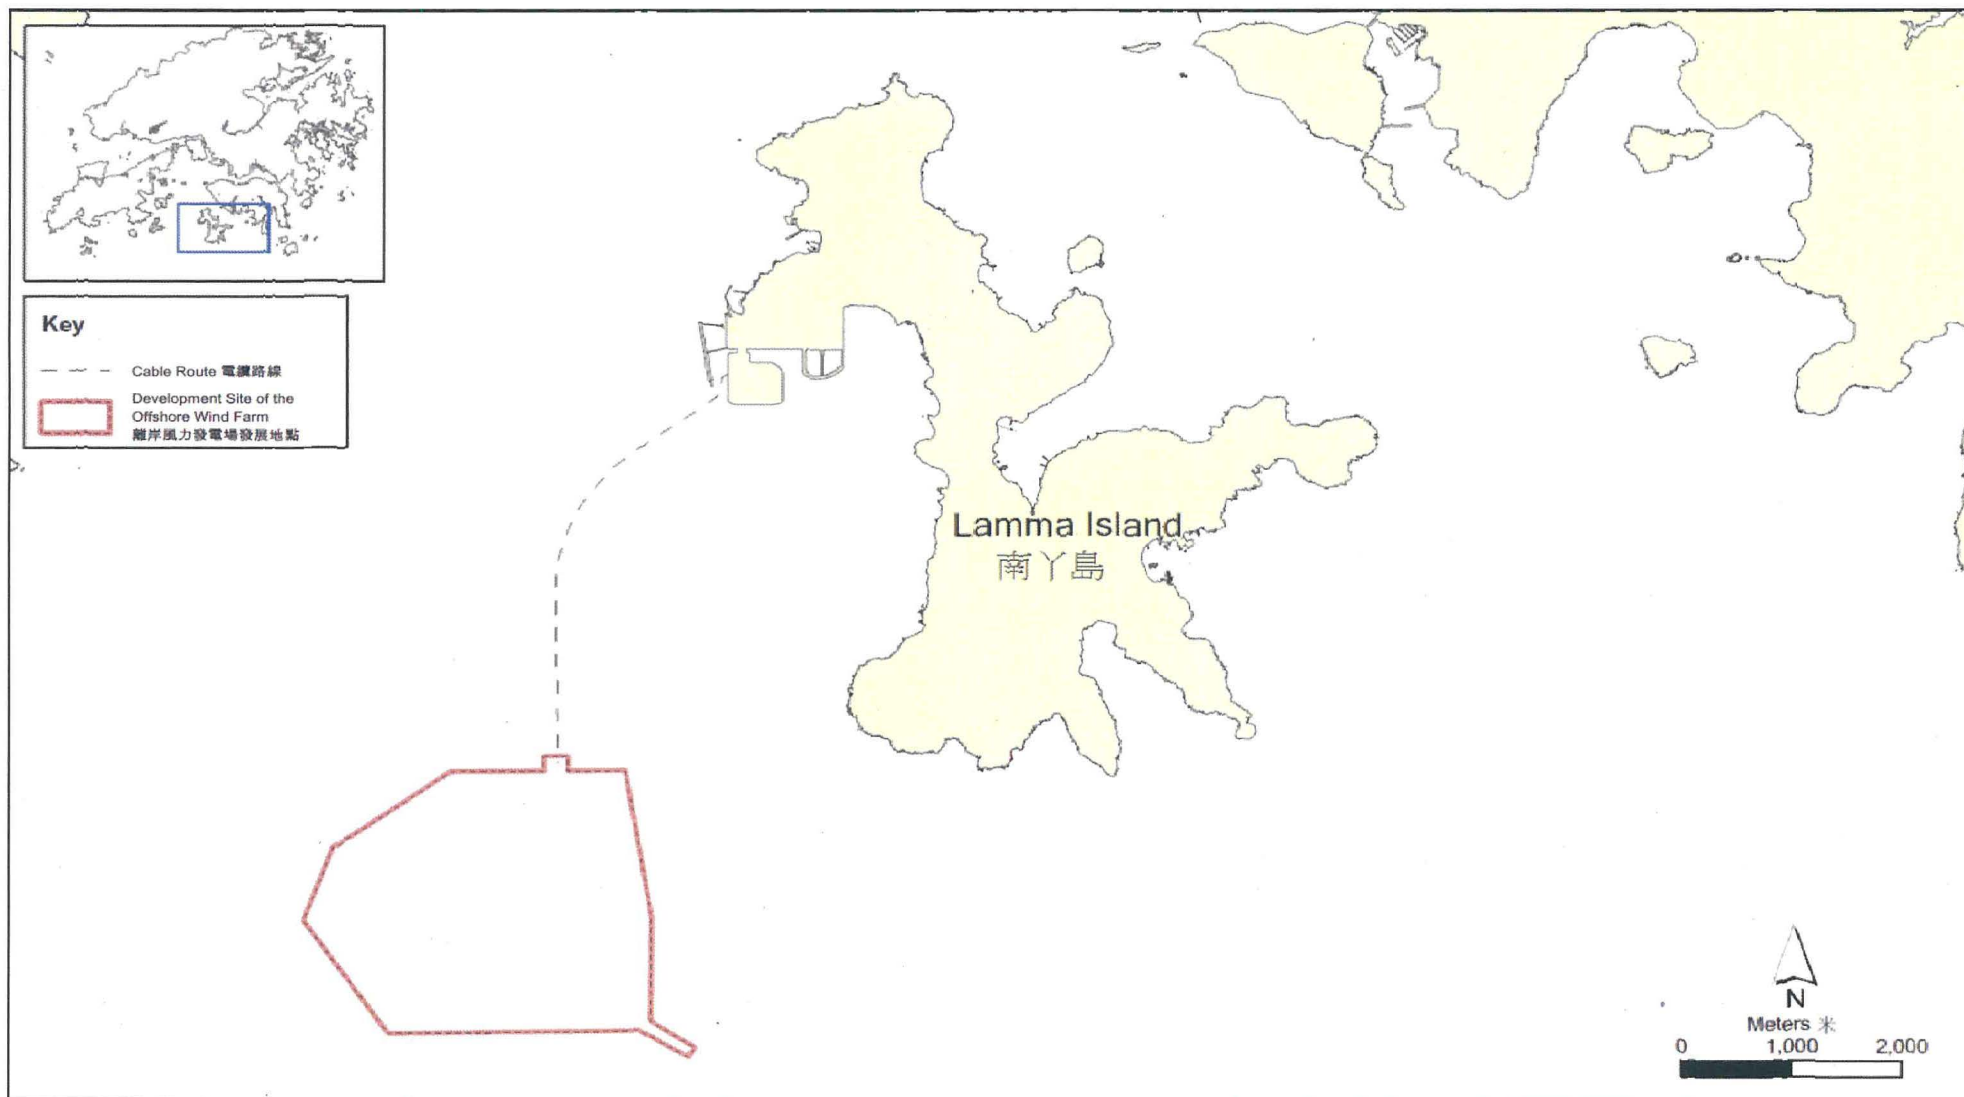 Key
Cable Route 電纜路線
Development Site of the
Offshore Wind Farm
離岸風力發電場發展地點
Lamma Island
南丫島
N
Meters 米
0 1,000 2,000